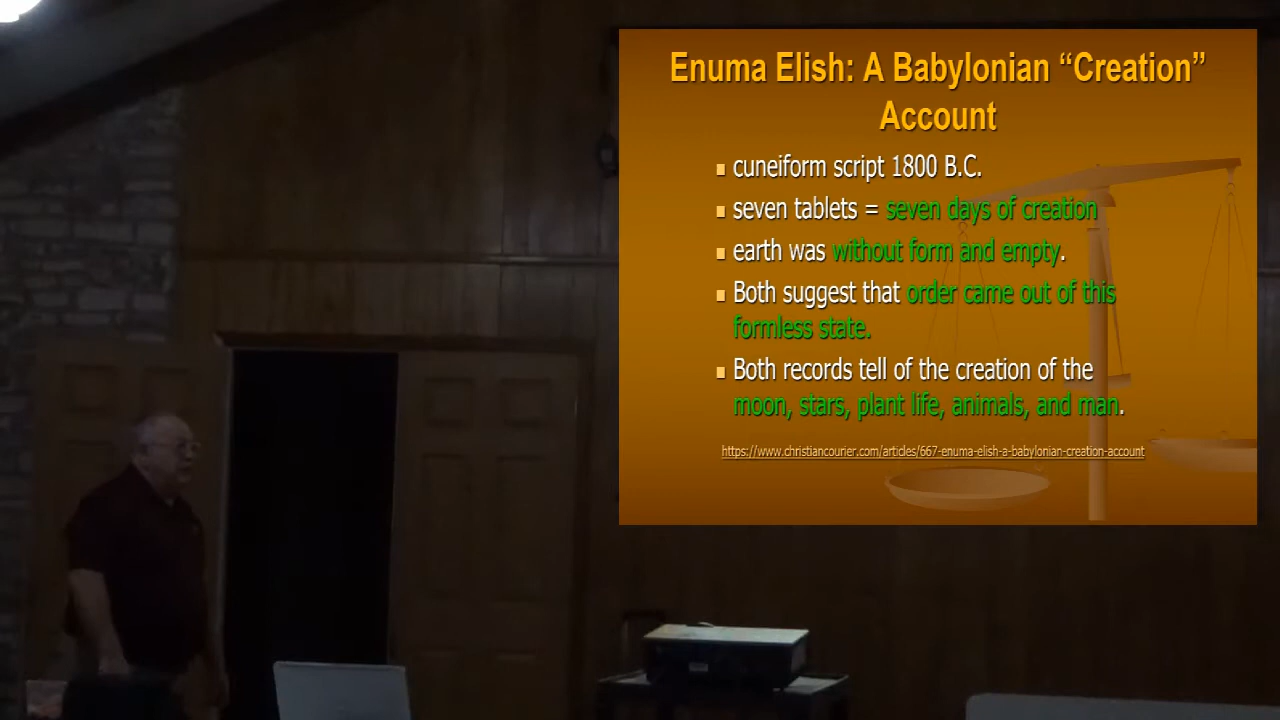 Enuma Elish: A Babylonian “Creation”
Account
cuneiform script 1800 B.C.
seven tablets = seven days of creation
earth was without form and empty.
Both suggest that order came out of this
formless state.
Both records tell of the creation of the
moon, stars, plant life, animals, and man.
https://www.christiancourier.com/articles/667-enuma-elish-a-babylonian-creation-account